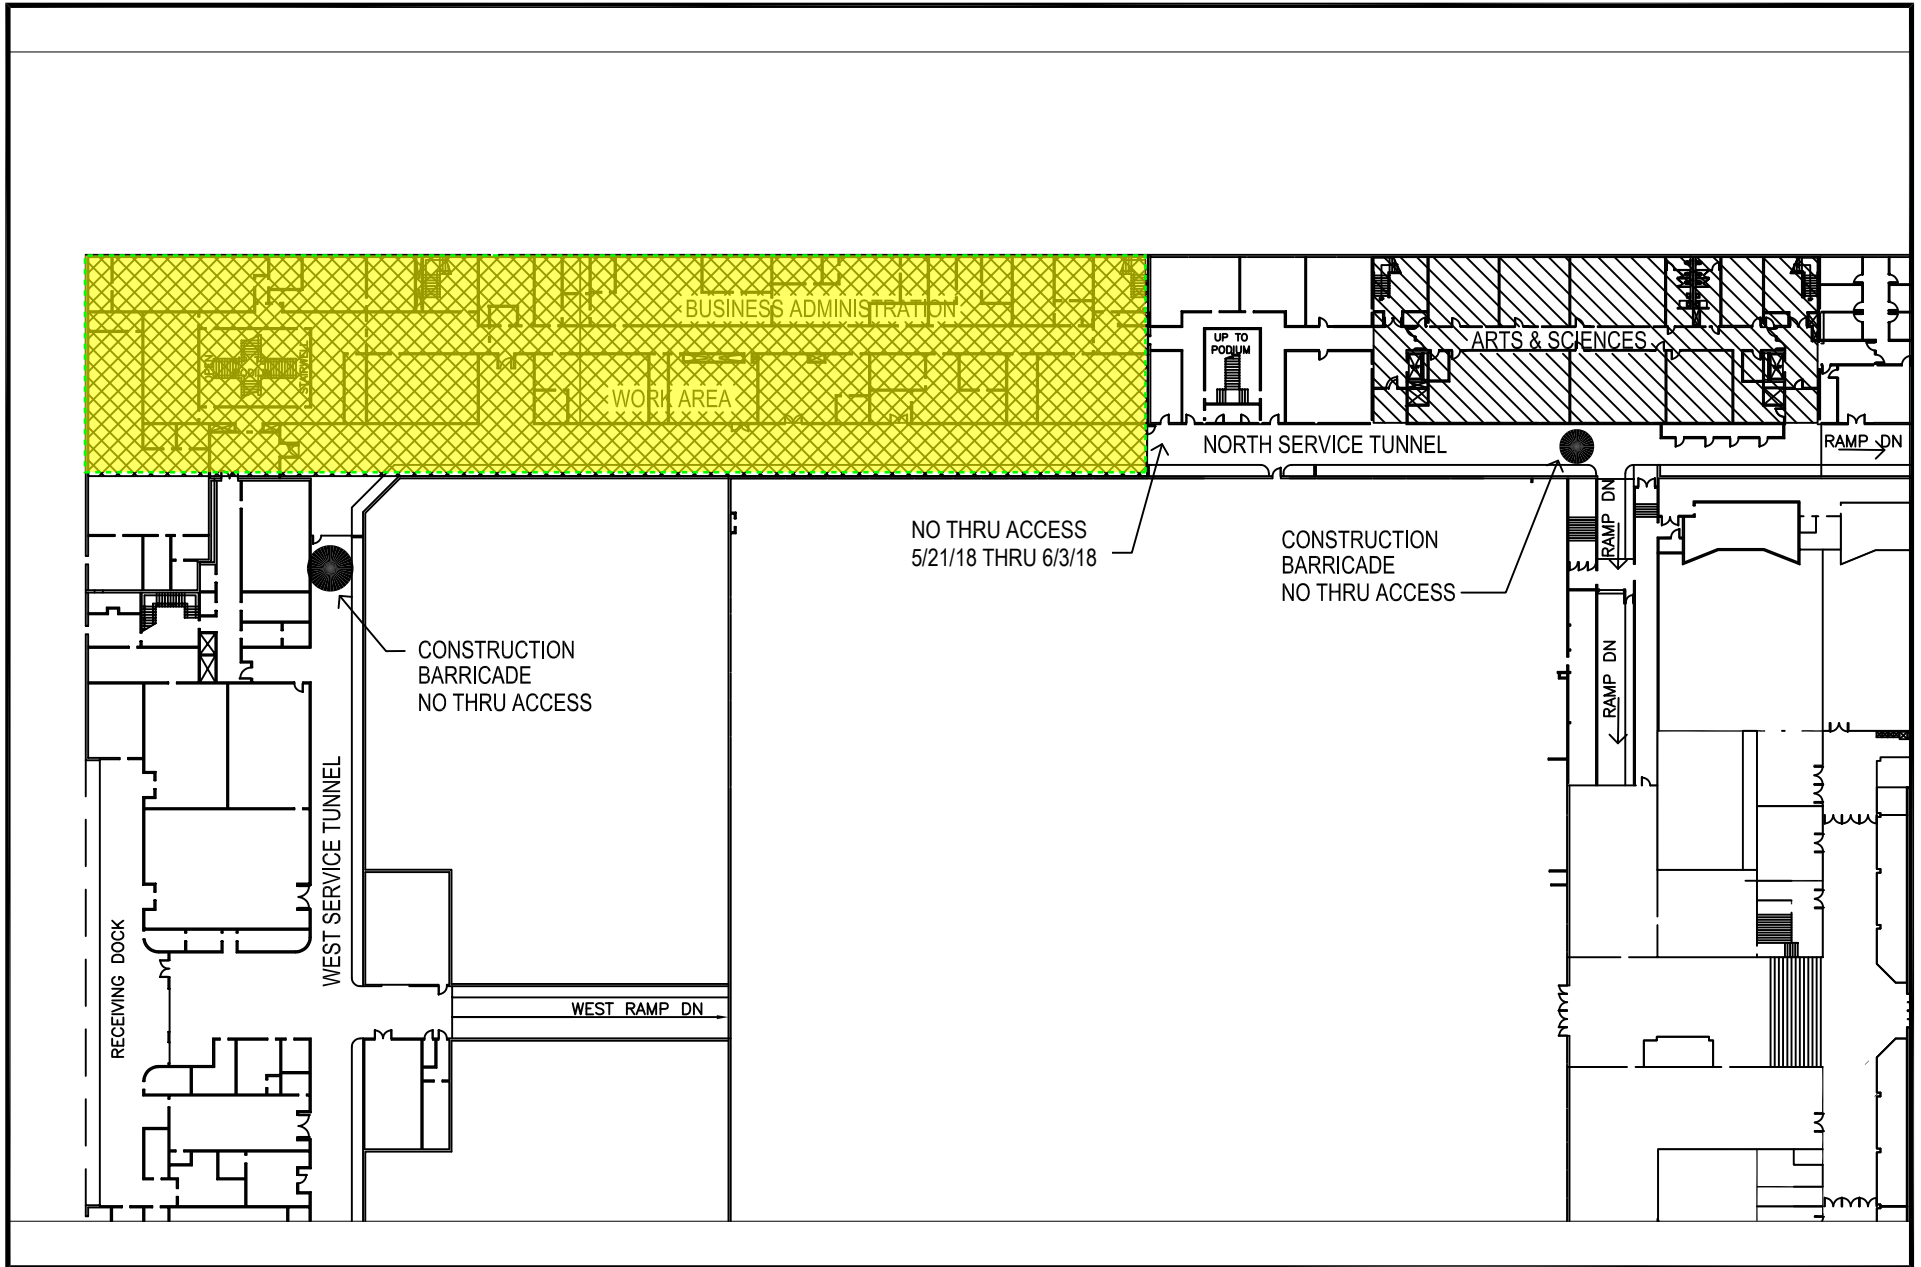 BUSINESS ADMINISTRATION
OPEN
STAIRWELL
WORK AREA
UP TO
PODIUM
ARTS & SCIENCES
NORTH SERVICE TUNNEL
RAMP DN
NO THRU ACCESS
5/21/18 THRU 6/3/18
CONSTRUCTION
BARRICADE
NO THRU ACCESS
RAMP DN
RAMP DN
CONSTRUCTION
BARRICADE
NO THRU ACCESS
WEST SERVICE TUNNEL
RECEIVING DOCK
WEST RAMP DN